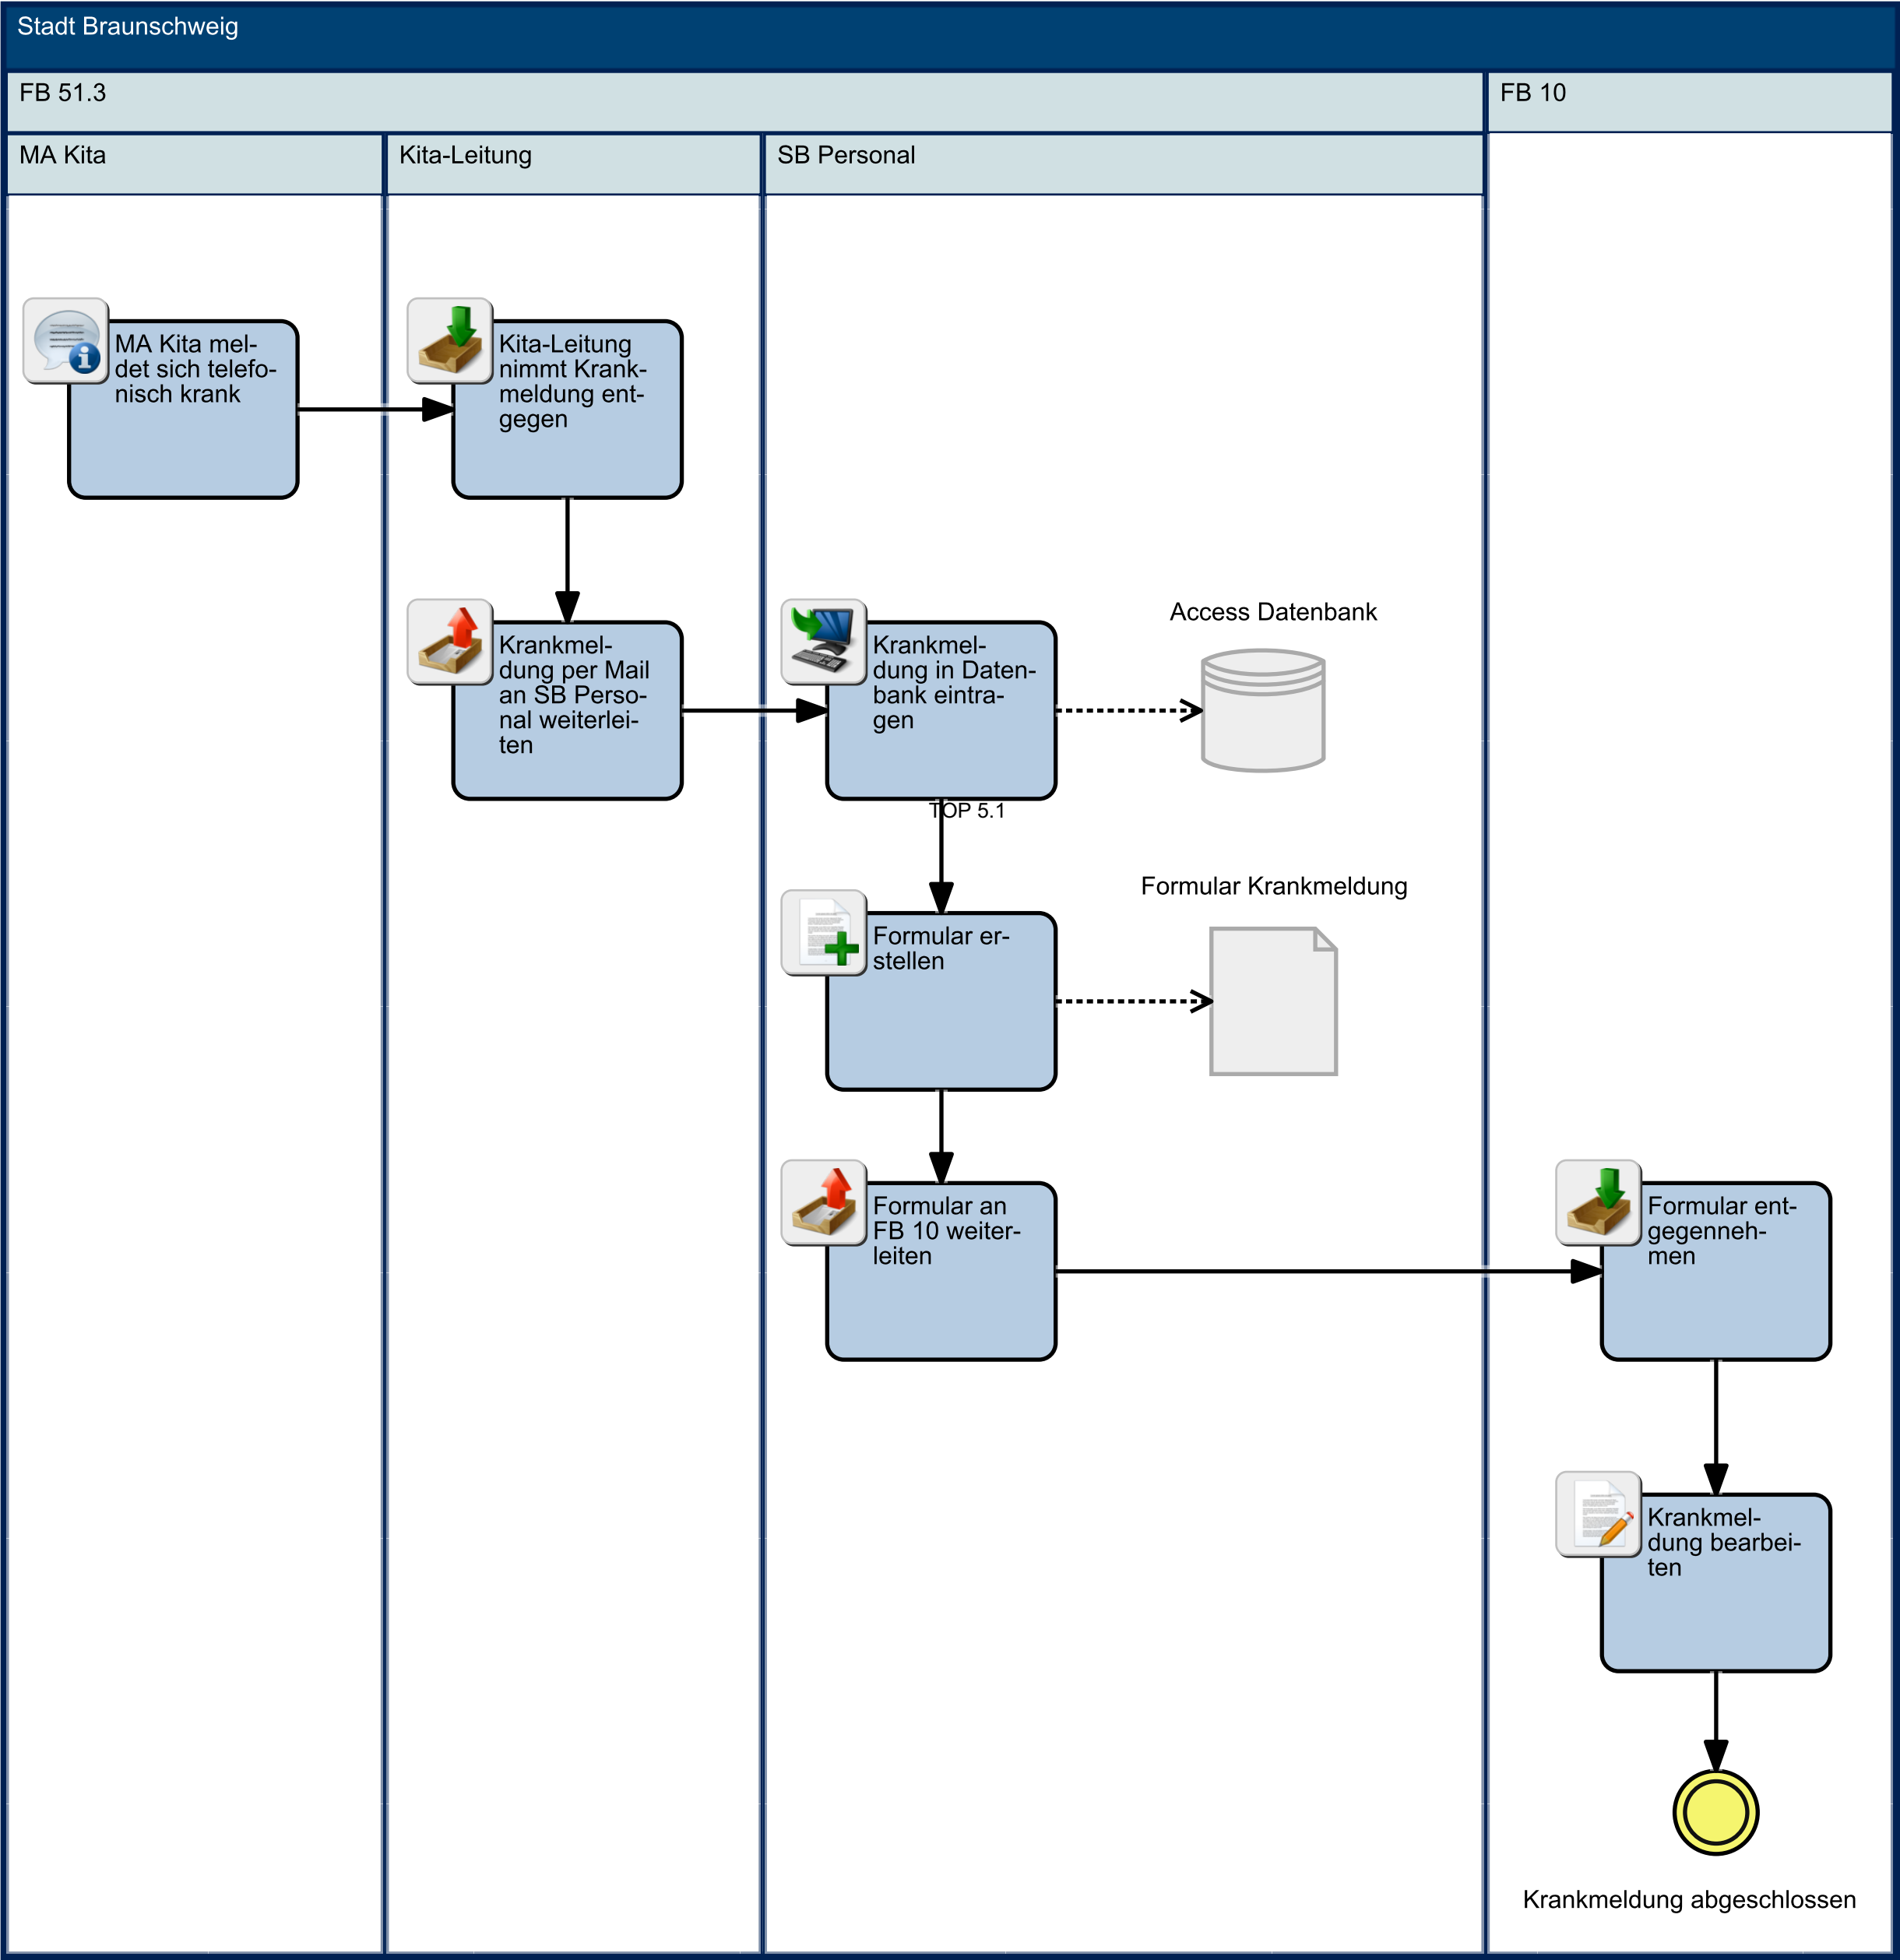 Stadt Braunschweig
FB 51.3
FB 10
MA Kita
Kita-Leitung
SB Personal
MA Kita mel-
det sich telefo-
nisch krank
Kita-Leitung
nimmt Krank-
meldung ent-
gegen
Krankmel-
dung per Mail
an SB Perso-
nal weiterlei-
ten
Krankmel-
dung in Daten-
bank eintra-
gen
Access Datenbank
TOP 5.1
Formular er-
stellen
Formular Krankmeldung
Formular an
FB 10 weiter-
leiten
Formular ent-
gegenneh-
men
Krankmel-
dung bearbei-
ten
Krankmeldung abgeschlossen